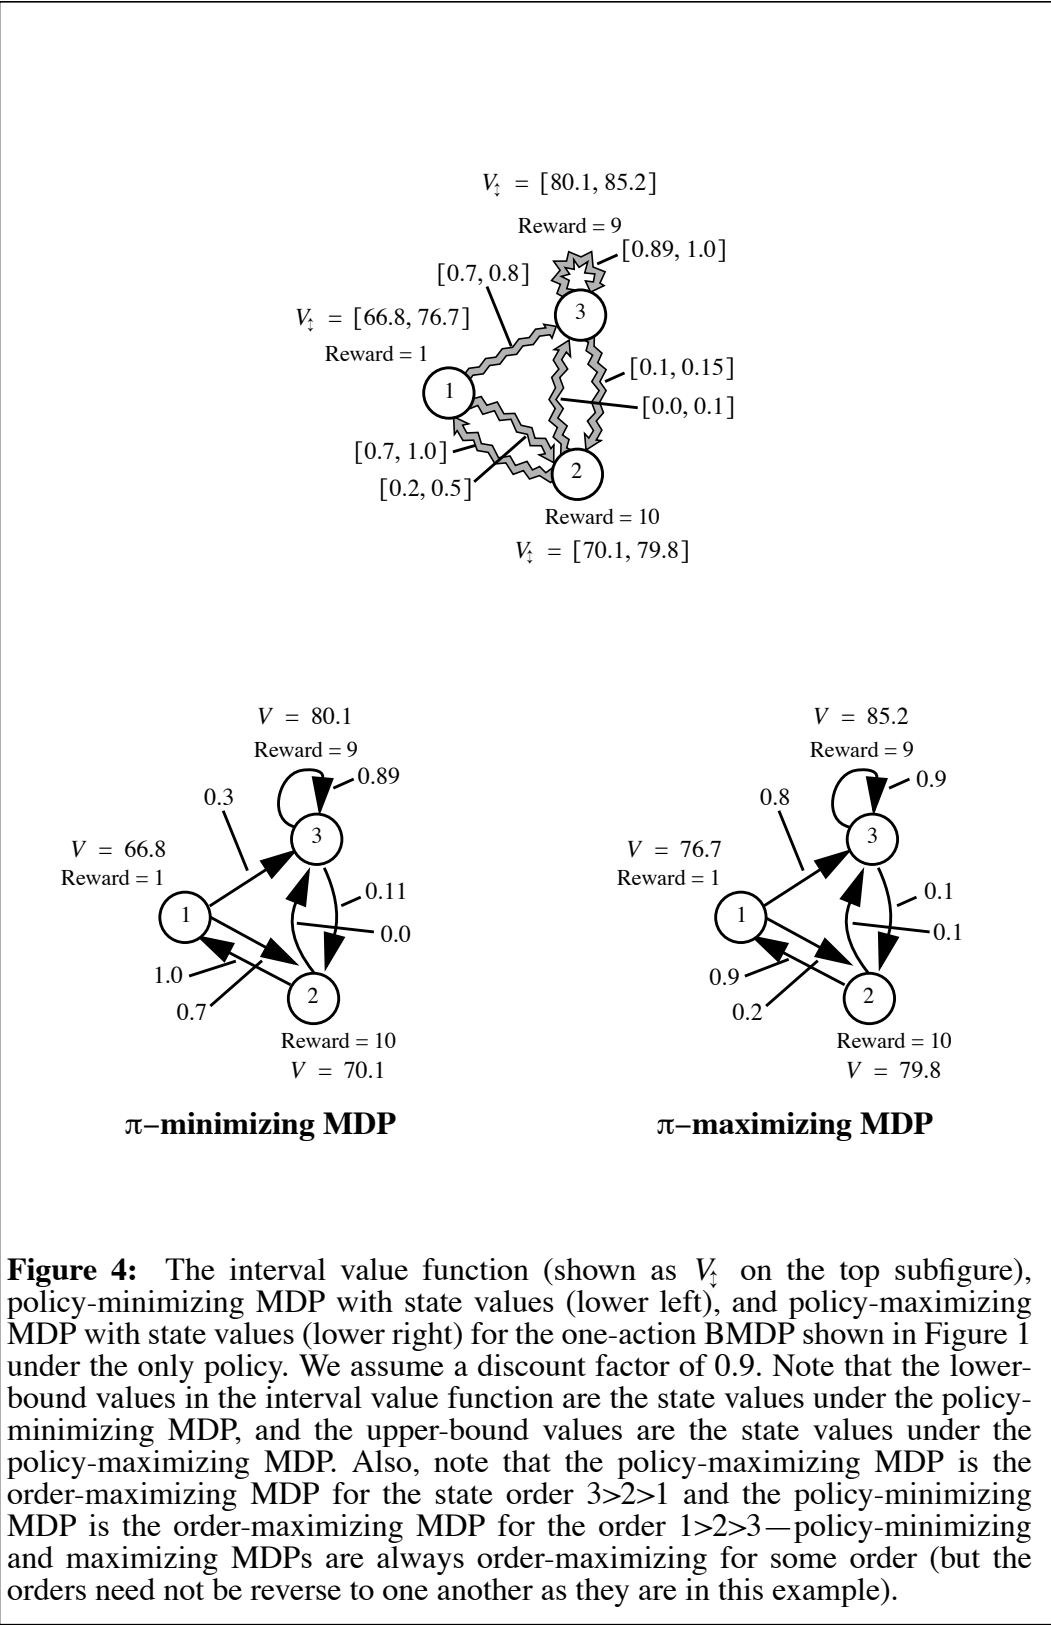 V↕ = [80.1, 85.2]
Reward = 9
[0.89, 1.0]
[0.7, 0.8]
3
V↕ = [66.8, 76.7]
Reward = 1
[0.1, 0.15]
1
[0.0, 0.1]
[0.7, 1.0]
2
[0.2, 0.5]
Reward = 10
V↕ = [70.1, 79.8]
V = 80.1
Reward = 9
0.89
0.3
3
V = 66.8
Reward = 1
0.11
1
0.0
1.0
2
0.7
Reward = 10
V = 70.1
π–minimizing MDP
V = 85.2
Reward = 9
0.9
0.8
3
V = 76.7
Reward = 1
0.1
1
0.1
0.9
2
0.2
Reward = 10
V = 79.8
π–maximizing MDP
Figure 4: The interval value function (shown as V↕ on the top subfigure),
policy-minimizing MDP with state values (lower left), and policy-maximizing
MDP with state values (lower right) for the one-action BMDP shown in Figure 1
under the only policy. We assume a discount factor of 0.9. Note that the lower-
bound values in the interval value function are the state values under the policy-
minimizing MDP, and the upper-bound values are the state values under the
policy-maximizing MDP. Also, note that the policy-maximizing MDP is the
order-maximizing MDP for the state order 3>2>1 and the policy-minimizing
MDP is the order-maximizing MDP for the order 1>2>3—policy-minimizing
and maximizing MDPs are always order-maximizing for some order (but the
orders need not be reverse to one another as they are in this example).